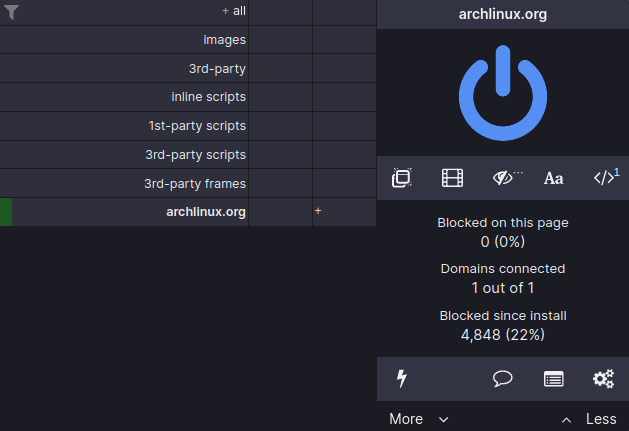 + all
images
3rd-party
inline scripts
1st-party scripts
3rd-party scripts
3rd-party frames
archlinux.org +
archlinux.org
Aa </>1
Blocked on this page
0 (0%)
Domains connected
1 out of 1
Blocked since install
4,848 (22%)
More Less